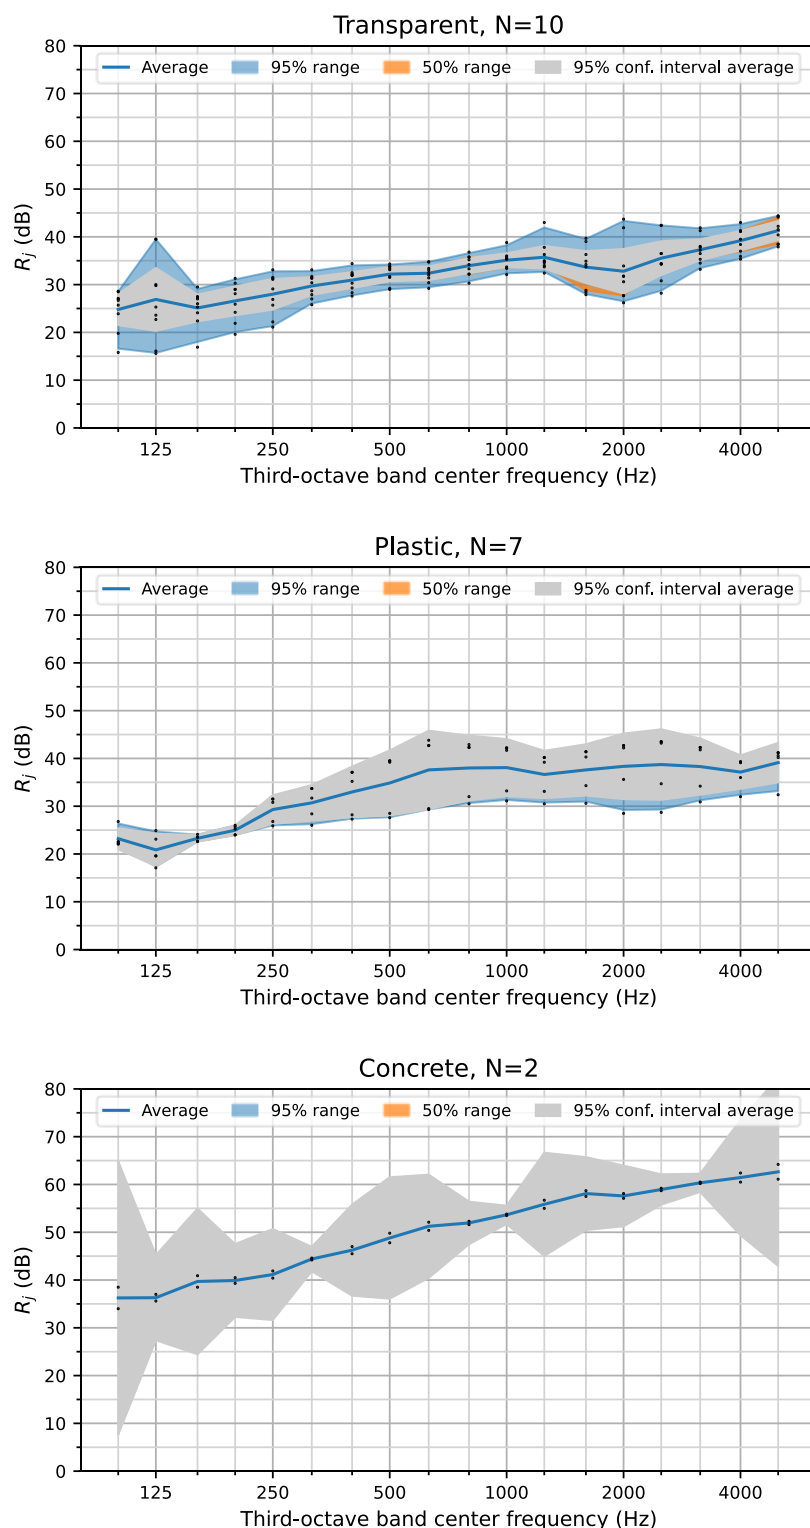 Transparent, N=10
80
70
60
50
40
30
20
10
0
R_j (dB)
Average 95% range 50% range 95% conf. interval average
125 250 500 1000 2000 4000
Third-octave band center frequency (Hz)
Plastic, N=7
80
70
60
50
40
30
20
10
0
R_j (dB)
Average 95% range 50% range 95% conf. interval average
125 250 500 1000 2000 4000
Third-octave band center frequency (Hz)
Concrete, N=2
80
70
60
50
40
30
20
10
0
R_j (dB)
Average 95% range 50% range 95% conf. interval average
125 250 500 1000 2000 4000
Third-octave band center frequency (Hz)